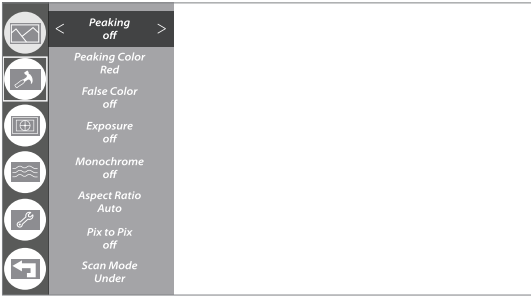 Peaking
< off >
Peaking Color
Red
False Color
off
Exposure
off
Monochrome
off
Aspect Ratio
Auto
Pix to Pix
off
Scan Mode
Under